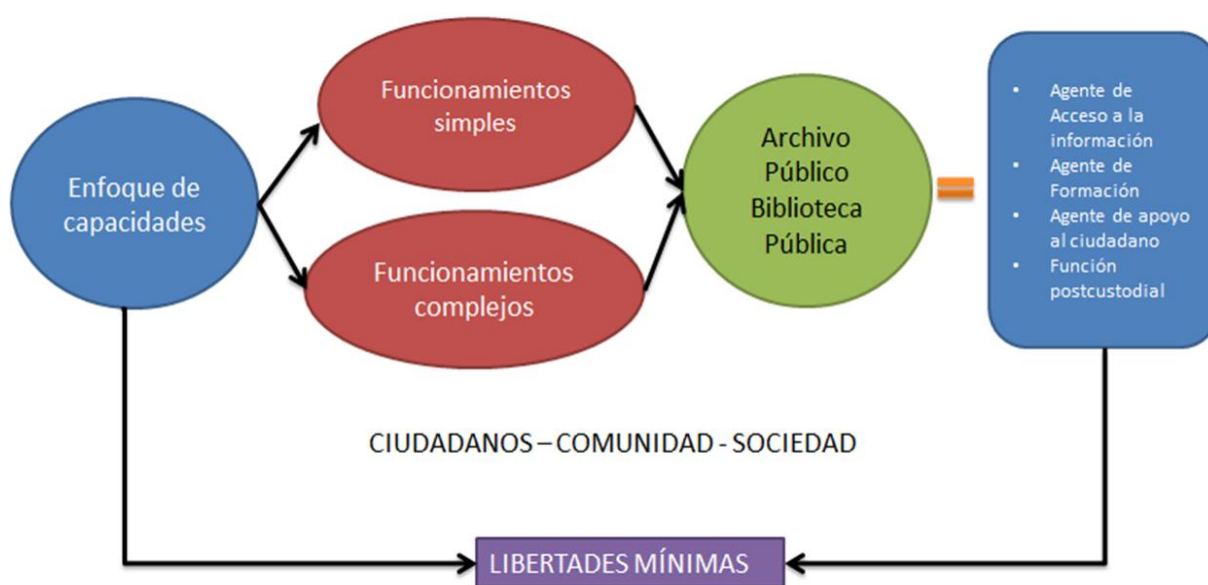 Enfoque de
capacidades
Funcionamientos
simples
Funcionamientos
complejos
Archivo
Público
Biblioteca
Pública
• Agente de
Acceso a la
información
• Agente de
Formación
• Agente de apoyo
al ciudadano
• Función
postcustodial
CIUDADANOS – COMUNIDAD - SOCIEDAD
LIBERTADES MÍNIMAS